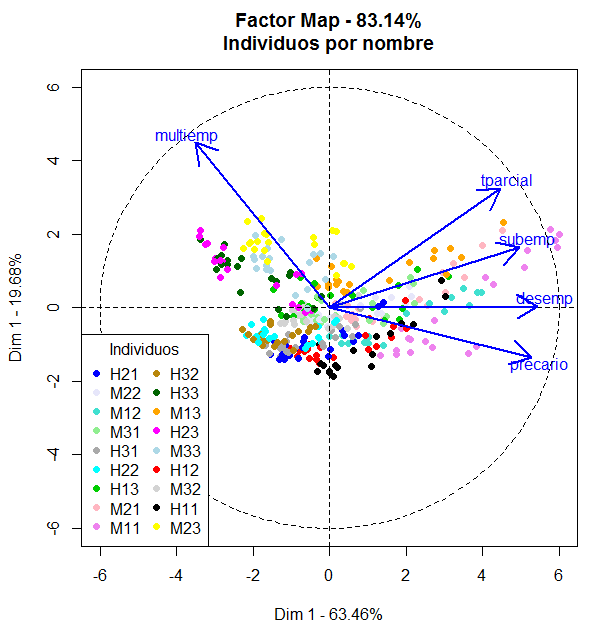 Factor Map - 83.14%
Individuos por nombre
6
4
2
0
-2
-4
-6
Dim 1 - 19.68%
multiemp
tparcial
subemp
desemp
precario
Individuos
H21 H32
M22 H33
M12 M13
M31 H23
H31 M33
H22 H12
H13 M32
M21 H11
M11 M23
-6 -4 -2 0 2 4 6
Dim 1 - 63.46%